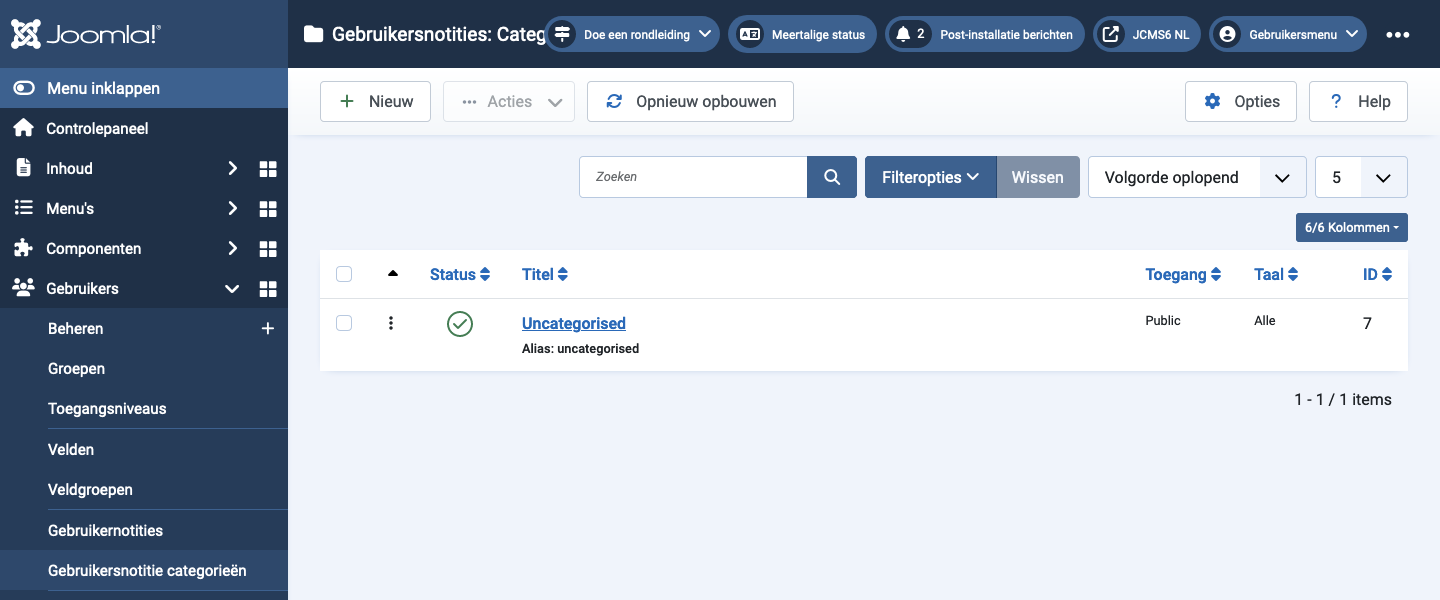 Joomla!®
Gebruikersnotities: Categ
Doe een rondleiding
Meertalige status
2 Post-installatie berichten
JCMS6 NL
Gebruikersmenu
Menu inklappen
Controlepaneel
Inhoud
Menu's
Componenten
Gebruikers
Beheren
Groepen
Toegangsniveaus
Velden
Veldgroepen
Gebruikernotities
Gebruikersnotitie categorieën
Nieuw
Acties
Opnieuw opbouwen
Opties
? Help
Zoeken
Filteropties
Wissen
Volgorde oplopend
5
6/6 Kolommen
Status Titel Toegang Taal ID
Uncategorised Public Alle 7
Alias: uncategorised
1 - 1 / 1 items